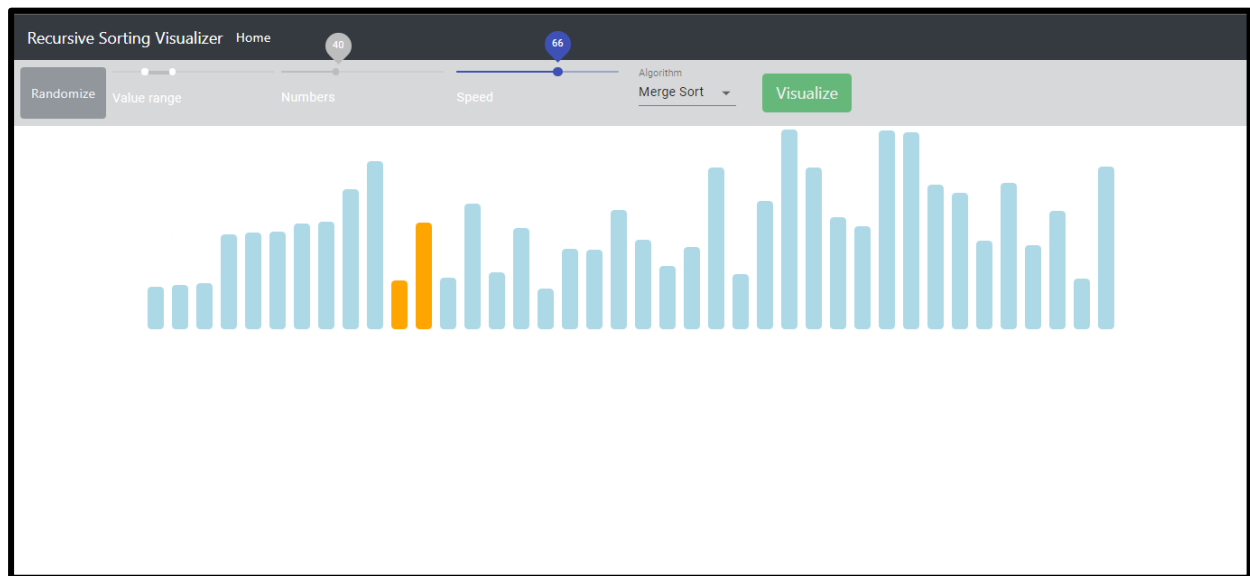 Recursive Sorting Visualizer Home
40
66
Randomize
Value range
Numbers
Speed
Algorithm
Merge Sort
Visualize